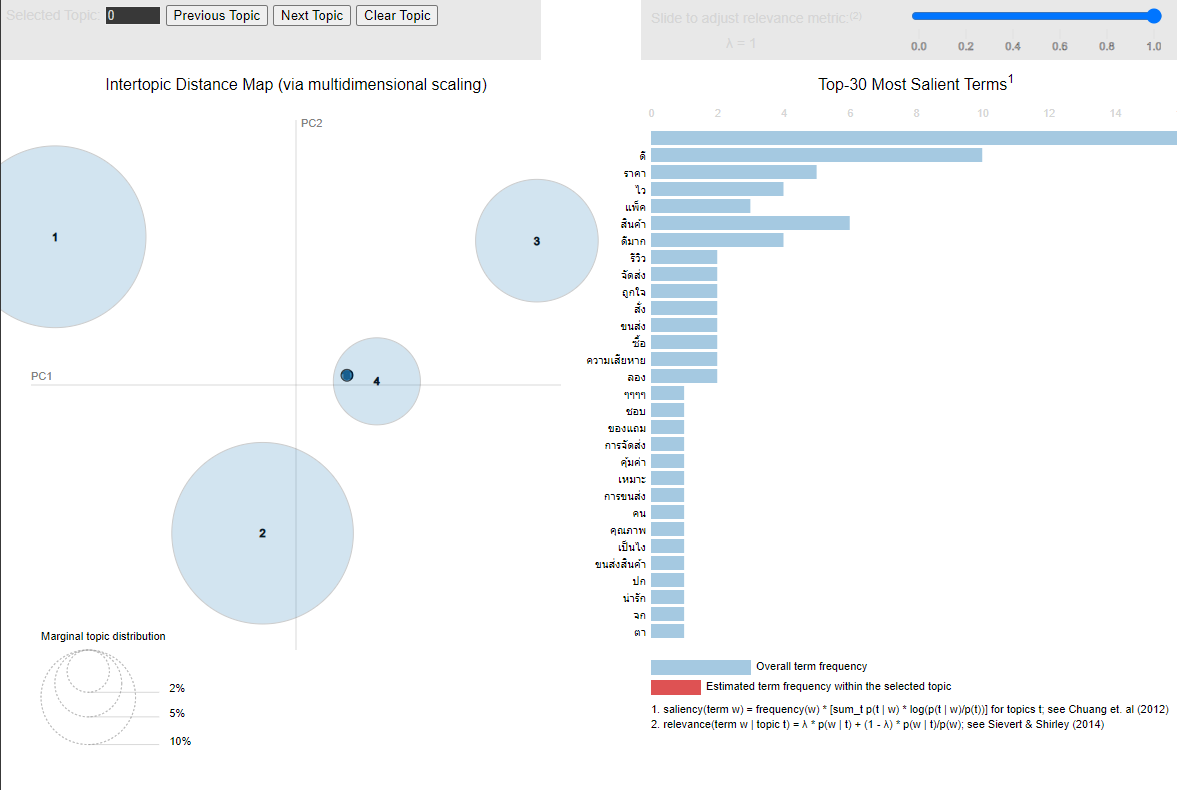 Selected Topic: 0 Previous Topic Next Topic Clear Topic
Slide to adjust relevance metric:(2)
λ = 1
0.0 0.2 0.4 0.6 0.8 1.0
Intertopic Distance Map (via multidimensional scaling)
PC2
PC1
1
3
4
2
Marginal topic distribution
2%
5%
10%
Top-30 Most Salient Terms1
0 2 4 6 8 10 12 14
ดี
ราคา
ไว
แพ็ค
สินค้า
ดีมาก
รีวิว
จัดส่ง
ถูกใจ
สั่ง
ขนส่ง
ซื้อ
ความเสียหาย
ลอง
ๆๆๆๆ
ชอบ
ของแถม
การจัดส่ง
คุ้มค่า
เหมาะ
การขนส่ง
คน
คุณภาพ
เป็นไง
ขนส่งสินค้า
ปก
น่ารัก
จก
ตา
Overall term frequency
Estimated term frequency within the selected topic
1. saliency(term w) = frequency(w) * [sum_t p(t | w) * log(p(t | w)/p(t))] for topics t; see Chuang et. al (2012)
2. relevance(term w | topic t) = λ * p(w | t) + (1 - λ) * p(w | t)/p(w); see Sievert & Shirley (2014)